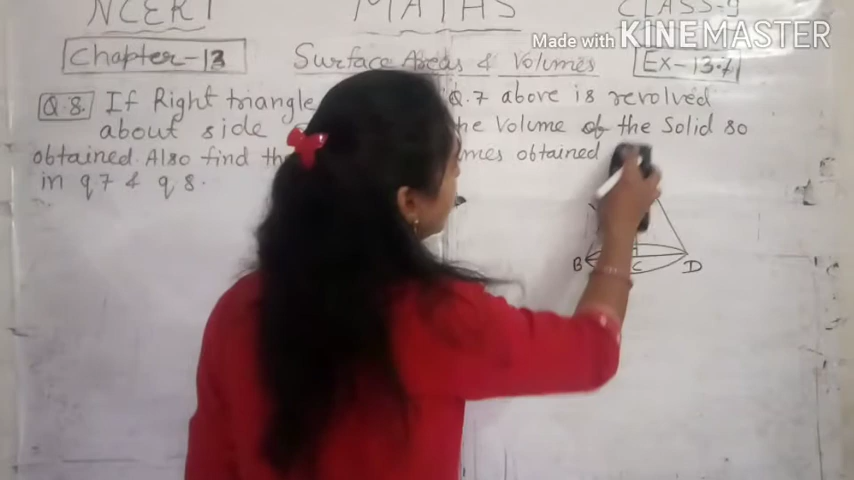 NCERT MATHS CLASS-9
Made with KINEMASTER
Chapter-13 Surface Areas & Volumes Ex-13.7
Q.8. If Right triangle Q.7 above is revolved
about side the Volume of the Solid so
obtained. Also find the obtained
in q 7 & q 8.
B C D